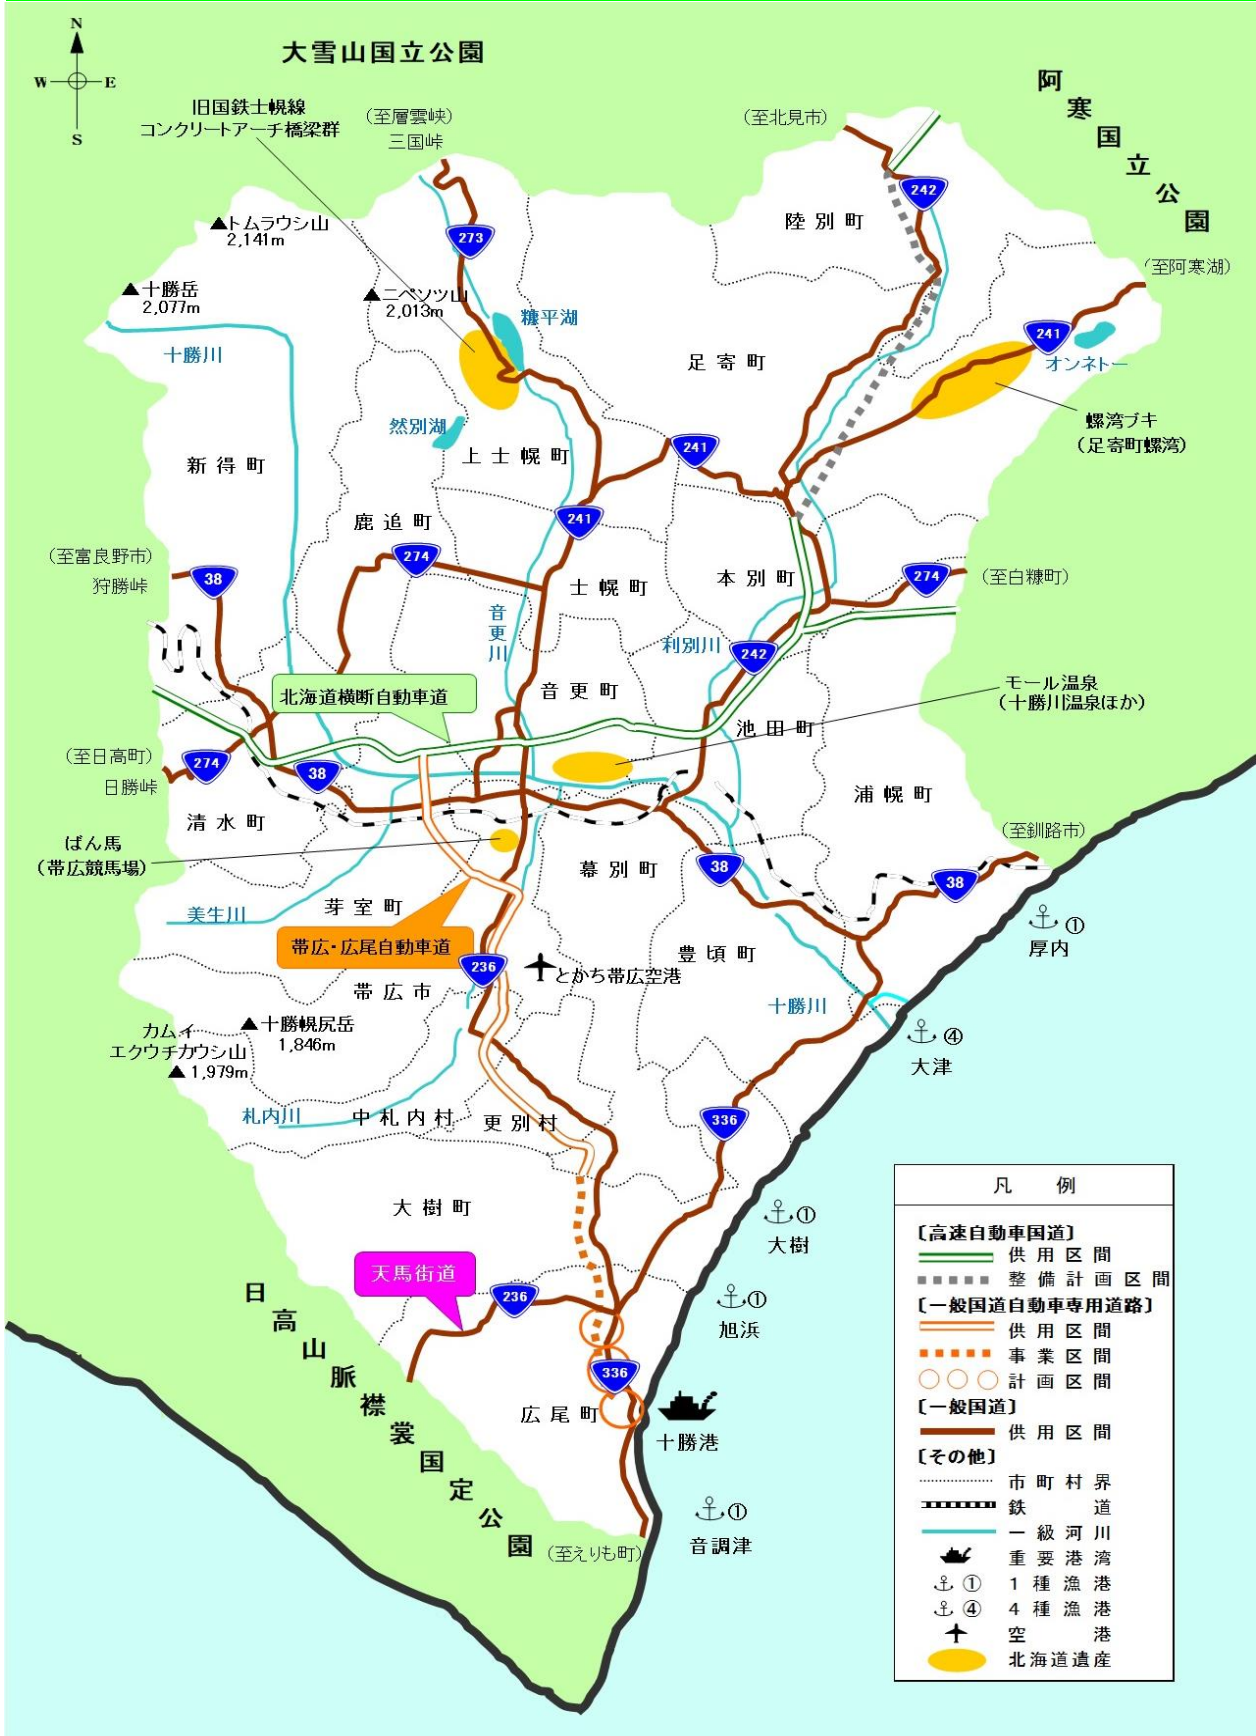 N
W
E
S
大雪山国立公園
阿寒国立公園
旧国鉄士幌線
コンクリートアーチ橋梁群
(至層雲峡)
三国峠
(至北見市)
242
陸別町
▲トムラウシ山
2,141m
273
(至阿寒湖)
▲十勝岳
2,077m
▲ニペソツ山
2,013m
糠平湖
241
オンネトー
十勝川
足寄町
然別湖
螺湾ブキ
(足寄町螺湾)
新得町
上士幌町
241
鹿追町
241
(至富良野市)
狩勝峠
38
274
士幌町
本別町
274
(至白糠町)
音更川
利別川
242
北海道横断自動車道
音更町
モール温泉
(十勝川温泉ほか)
池田町
(至日高町)
日勝峠
274
38
浦幌町
清水町
ばん馬
(帯広競馬場)
(至釧路市)
幕別町
38
38
美生川
芽室町
①
厚内
帯広・広尾自動車道
236
とかち帯広空港
豊頃町
帯広市
十勝川
▲十勝幌尻岳
1,846m
カムイ
エクウチカウシ山
▲1,979m
④
大津
札内川
中札内村
更別村
336
大樹町
①
大樹
天馬街道
236
①
旭浜
日高山脈襟裳国定公園
336
広尾町
十勝港
①
音調津
(至えりも町)
凡例
〔高速自動車国道〕
供用区間
整備計画区間
〔一般国道自動車専用道路〕
供用区間
事業区間
計画区間
〔一般国道〕
供用区間
〔その他〕
市町村界
鉄道
一級河川
重要港湾
① 1種漁港
④ 4種漁港
空港
北海道遺産